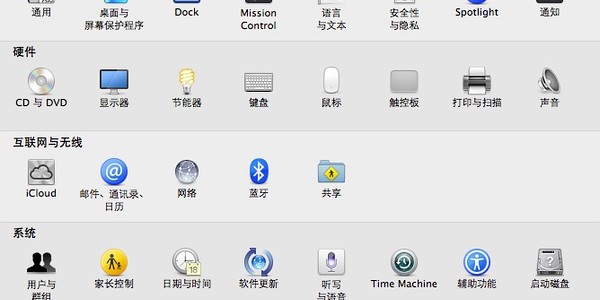 通用 桌面与 Dock Mission 语言 安全性 Spotlight 通知
屏幕保护程序 Control 与文本 与隐私
硬件
CD 与 DVD 显示器 节能器 键盘 鼠标 触控板 打印与扫描 声音
互联网与无线
iCloud 邮件、通讯录、 网络 蓝牙 共享
日历
系统
用户与 家长控制 日期与时间 软件更新 听写 Time Machine 辅助功能 启动磁盘
群组 与语音